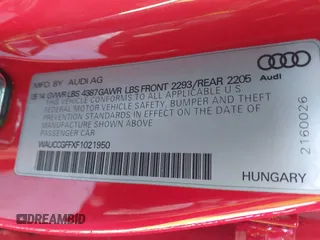 MFD. BY AUDI AG
05/14 GVWR LBS 4387 GAWR LBS FRONT 2293/REAR 2205
THIS VEHICLE CONFORMS TO ALL APPLICABLE
FEDERAL MOTOR VEHICLE SAFETY, BUMPER AND THEFT
PREVENTION STANDARDS IN EFFECT ON THE DATE OF
MANUFACTURE SHOWN ABOVE.
PASSENGER CAR
WAUCCGFFXF1021950
Audi
2160026
HUNGARY
DREAMBID